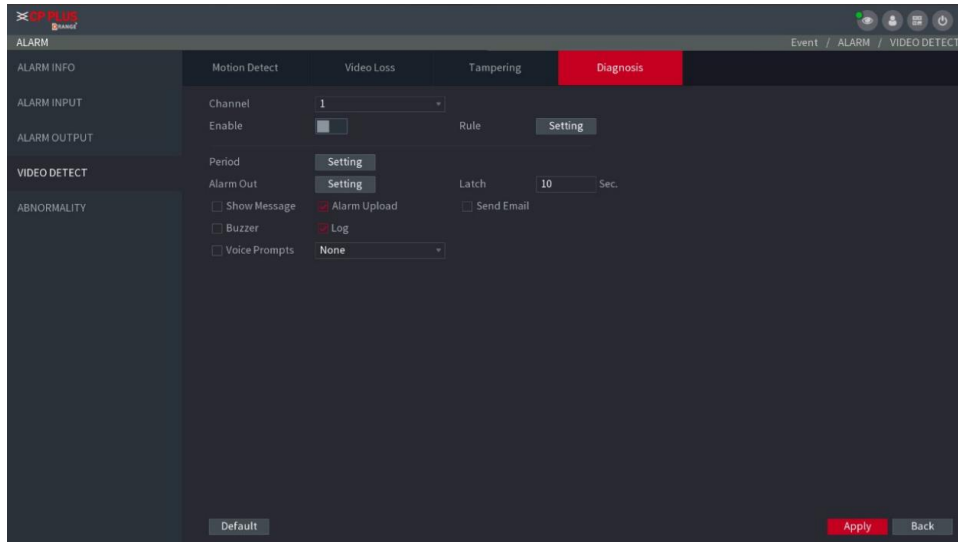 CP PLUS
ORANGE
ALARM
Event / ALARM / VIDEO DETECT
ALARM INFO
ALARM INPUT
ALARM OUTPUT
VIDEO DETECT
ABNORMALITY
Motion Detect Video Loss Tampering Diagnosis
Channel 1
Enable Rule Setting
Period Setting
Alarm Out Setting Latch 10 Sec.
Show Message Alarm Upload Send Email
Buzzer Log
Voice Prompts None
Default Apply Back